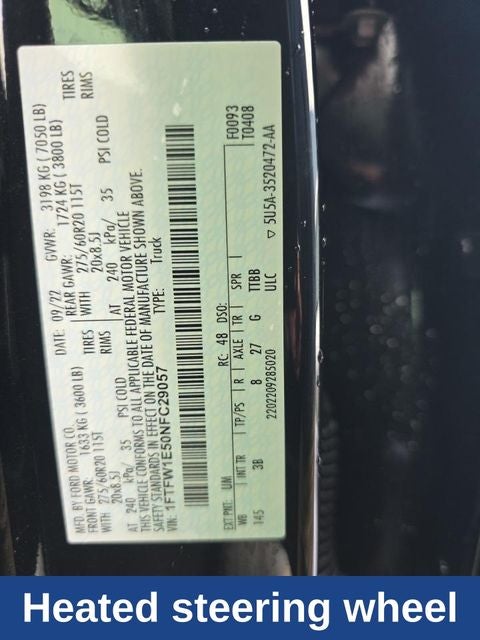 MFD. BY FORD MOTOR CO.
DATE: 09/22 GVWR: 3198 KG ( 7050 LB)
FRONT GAWR: 1633 KG ( 3600 LB) REAR GAWR: 1724 KG ( 3800 LB)
WITH 275/60R20 115T TIRES WITH 275/60R20 115T TIRES
20x8.5J RIMS 20x8.5J RIMS
AT 240 kPa/ 35 PSI COLD AT 240 kPa/ 35 PSI COLD
THIS VEHICLE CONFORMS TO ALL APPLICABLE FEDERAL MOTOR VEHICLE
SAFETY STANDARDS IN EFFECT ON THE DATE OF MANUFACTURE SHOWN ABOVE.
VIN: 1FTFW1E50NFC29057 TYPE: Truck
F0093
T0408
EXT PNT: UM RC: 48 DSO:
WB INT TR TP/PS R AXLE TR SPR
145 3B 8 27 G TTBB
2202209285020 ULC
▽ 5U5A-3520472-AA
Heated steering wheel